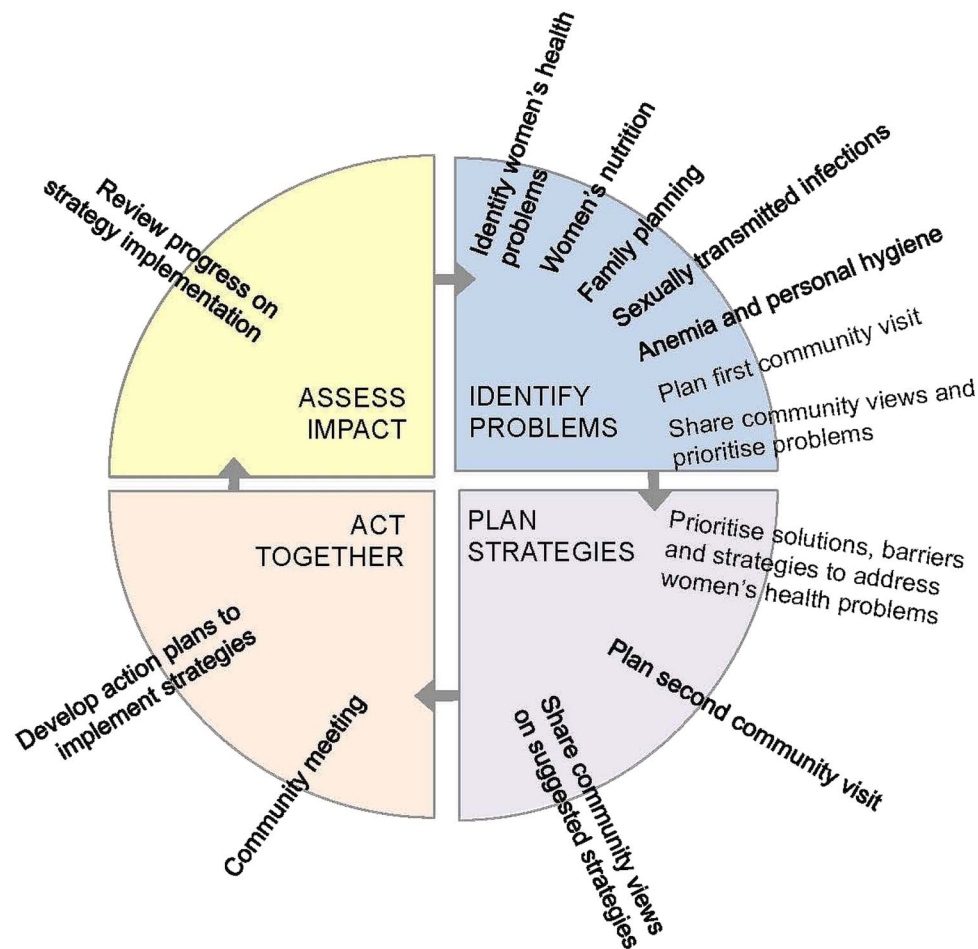 Identify women's health
problems
Women's nutrition
Family planning
Sexually transmitted infections
Anemia and personal hygiene
Plan first community visit
Share community views and
prioritise problems
IDENTIFY
PROBLEMS
PLAN
STRATEGIES
Prioritise solutions, barriers
and strategies to address
women's health problems
Plan second community visit
Share community views
on suggested strategies
ACT
TOGETHER
Community meeting
Develop action plans to
implement strategies
ASSESS
IMPACT
Review progress on
strategy implementation